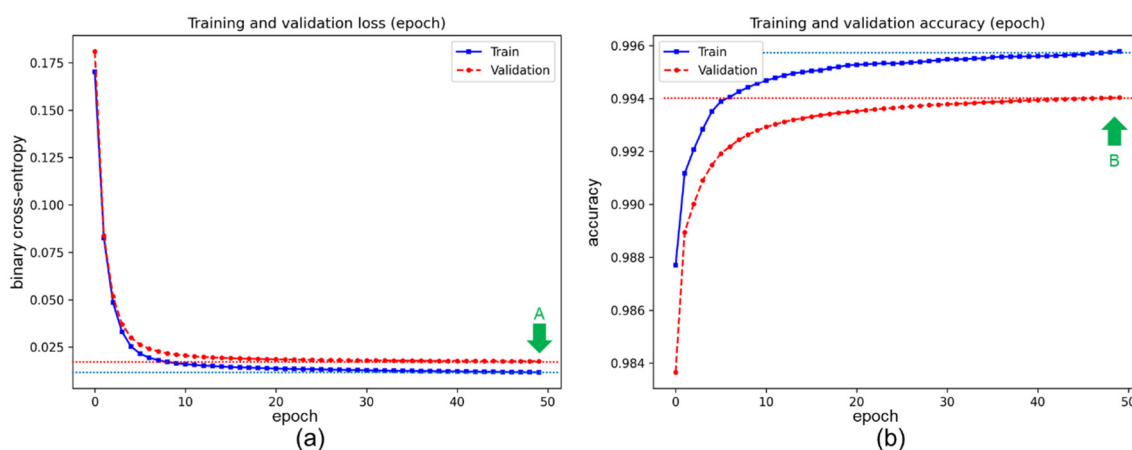 Training and validation loss (epoch)
Train
Validation
0.175
0.150
0.125
0.100
0.075
0.050
0.025
binary cross-entropy
A
0
10
20
30
40
50
epoch
(a)
Training and validation accuracy (epoch)
Train
Validation
0.996
0.994
0.992
0.990
0.988
0.986
0.984
accuracy
B
0
10
20
30
40
50
epoch
(b)